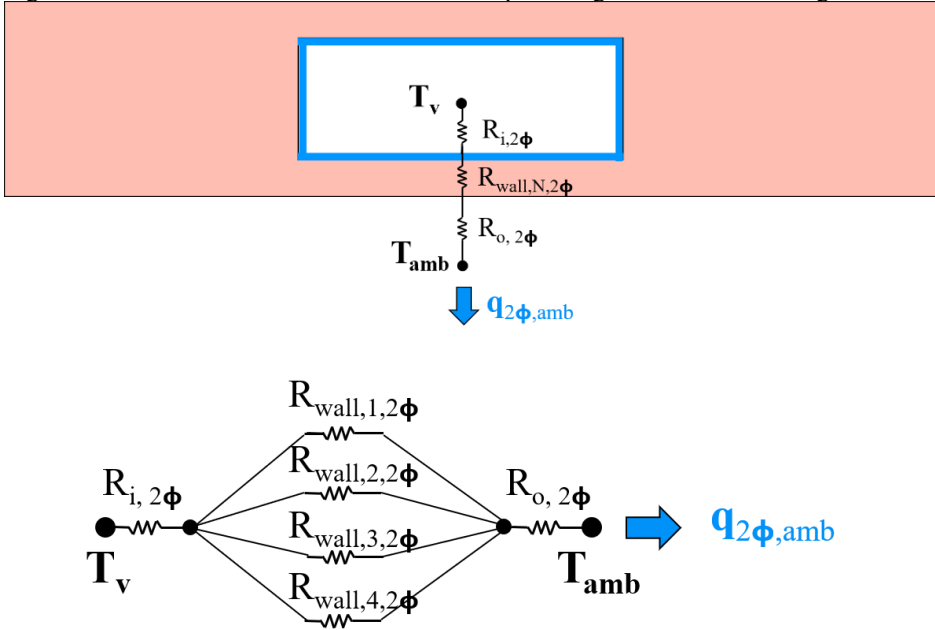 T_v
R_i,2ϕ
R_wall,N,2ϕ
R_o, 2ϕ
T_amb
q_2ϕ,amb
R_wall,1,2ϕ
R_wall,2,2ϕ
R_i, 2ϕ
R_o, 2ϕ
q_2ϕ,amb
R_wall,3,2ϕ
T_v
T_amb
R_wall,4,2ϕ